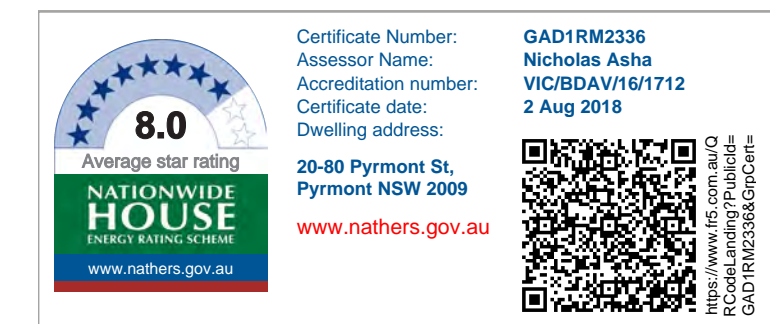 8.0
Average star rating
NATIONWIDE
HOUSE
ENERGY RATING SCHEME
www.nathers.gov.au
Certificate Number: GAD1RM2336
Assessor Name: Nicholas Asha
Accreditation number: VIC/BDAV/16/1712
Certificate date: 2 Aug 2018
Dwelling address:
20-80 Pyrmont St,
Pyrmont NSW 2009
www.nathers.gov.au
https://www.fr5.com.au/Q
RCodeLanding?PublicId=
GAD1RM2336&GrpCert=